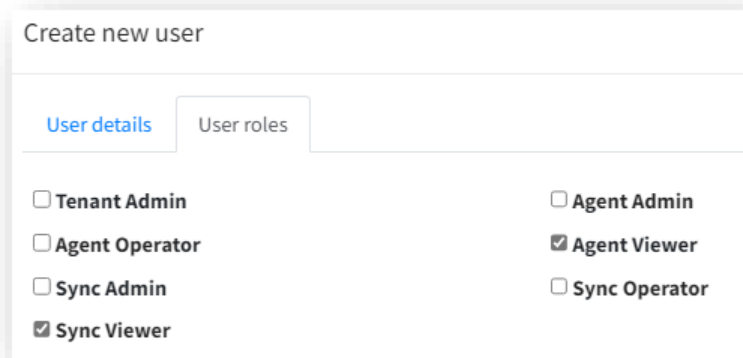 Create new user
User details User roles
Tenant Admin Agent Admin
Agent Operator Agent Viewer
Sync Admin Sync Operator
Sync Viewer